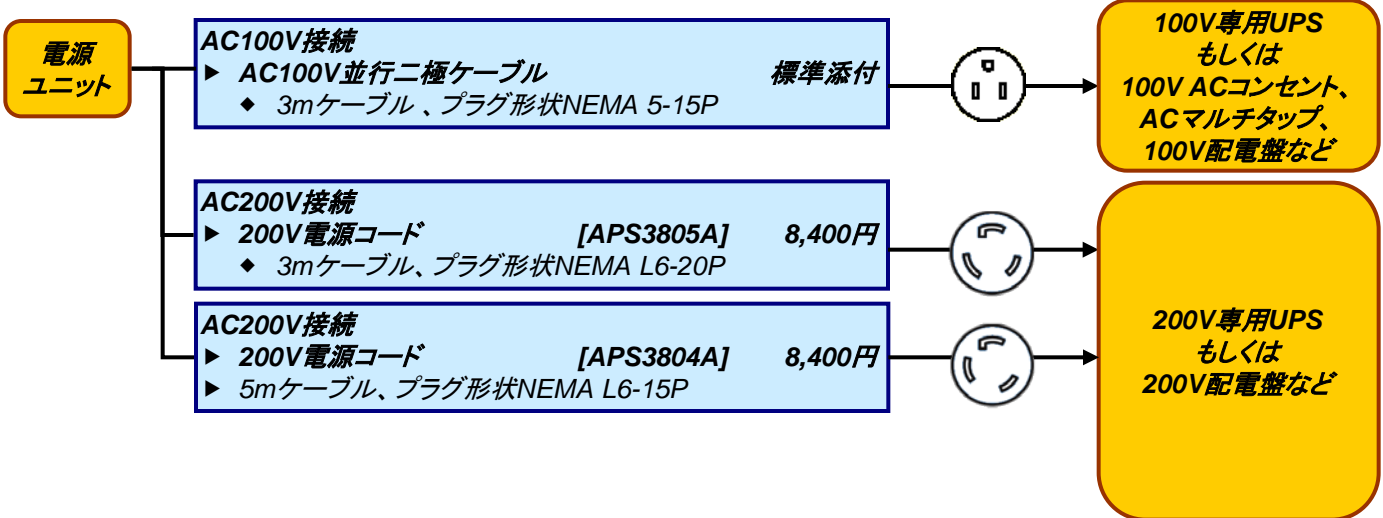 電源
ユニット
AC100V接続
▶ AC100V並行二極ケーブル 標準添付
◆ 3mケーブル 、プラグ形状NEMA 5-15P
100V専用UPS
もしくは
100V ACコンセント、
ACマルチタップ、
100V配電盤など
AC200V接続
▶ 200V電源コード [APS3805A] 8,400円
◆ 3mケーブル、プラグ形状NEMA L6-20P
AC200V接続
▶ 200V電源コード [APS3804A] 8,400円
▶ 5mケーブル、プラグ形状NEMA L6-15P
200V専用UPS
もしくは
200V配電盤など